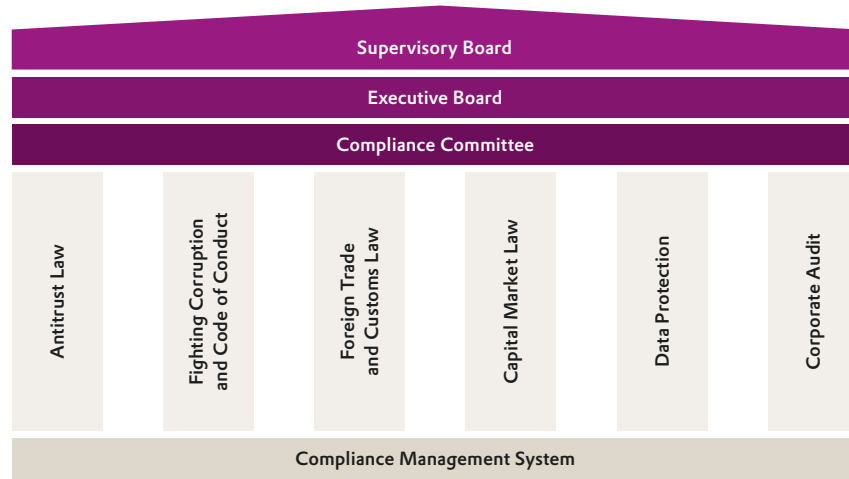 Supervisory Board
Executive Board
Compliance Committee
Antitrust Law
Fighting Corruption
and Code of Conduct
Foreign Trade
and Customs Law
Capital Market Law
Data Protection
Corporate Audit
Compliance Management System